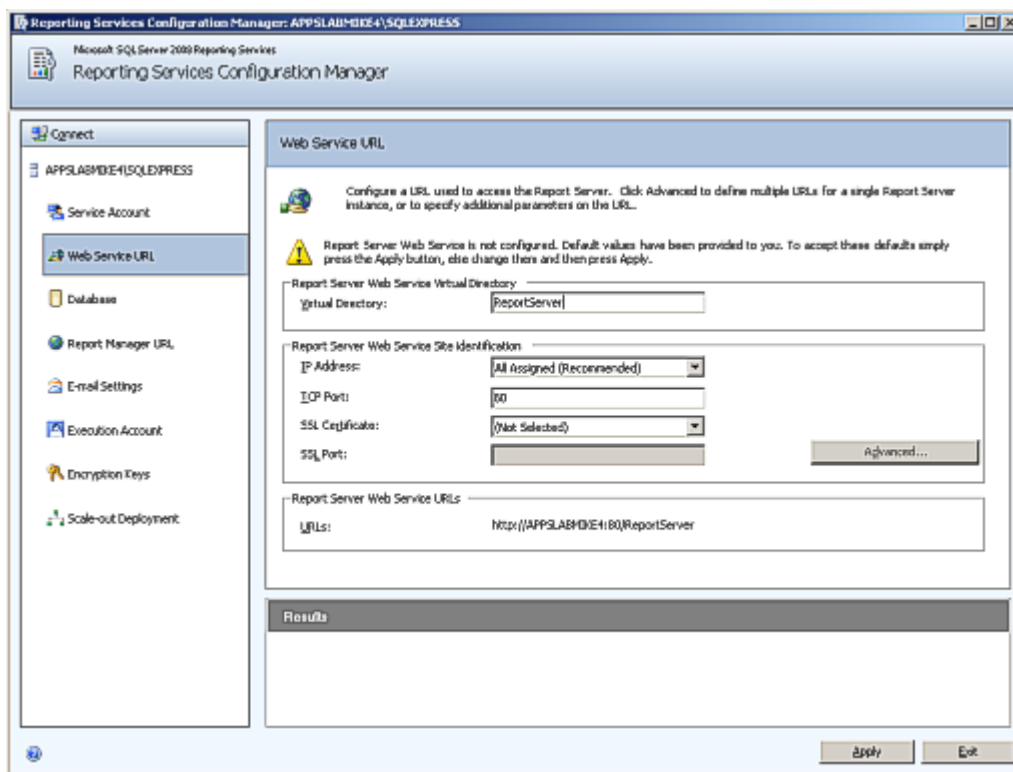 Reporting Services Configuration Manager: APPSLABMIKE4\SQLEXPRESS
Microsoft SQL Server 2008 Reporting Services
Reporting Services Configuration Manager
Connect
APPSLABMIKE4\SQLEXPRESS
Service Account
Web Service URL
Database
Report Manager URL
E-mail Settings
Execution Account
Encryption Keys
Scale-out Deployment
Web Service URL
Configure a URL used to access the Report Server. Click Advanced to define multiple URLs for a single Report Server
instance, or to specify additional parameters on the URL.
Report Server Web Service is not configured. Default values have been provided to you. To accept these defaults simply
press the Apply button, else change them and then press Apply.
Report Server Web Service Virtual Directory
Virtual Directory:
ReportServer
Report Server Web Service Site identification
IP Address:
All Assigned (Recommended)
TCP Port:
80
SSL Certificate:
(Not Selected)
SSL Port:
Advanced...
Report Server Web Service URLs
URLs:
http://APPSLABMIKE4:80/ReportServer
Results
Apply
Exit